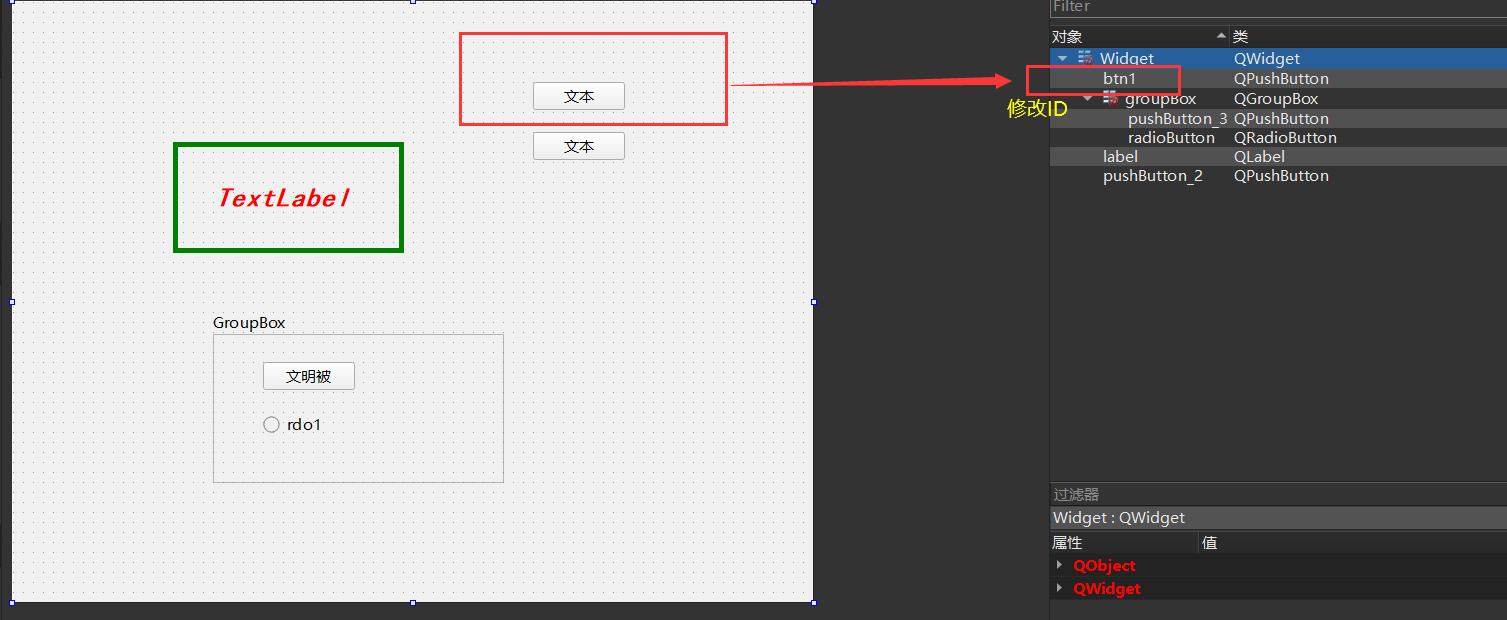 文本
文本
TextLabel
GroupBox
文明被
rdo1
Filter
对象 类
Widget QWidget
btn1 QPushButton
修改ID
groupBox QGroupBox
pushButton_3 QPushButton
radioButton QRadioButton
label QLabel
pushButton_2 QPushButton
过滤器
Widget : QWidget
属性 值
QObject
QWidget